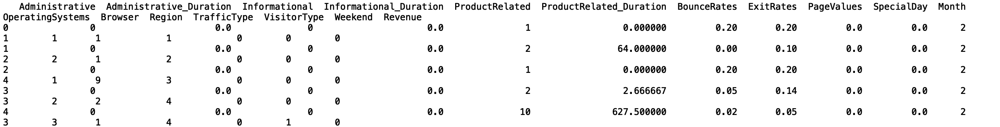 Administrative Administrative_Duration Informational Informational_Duration ProductRelated ProductRelated_Duration BounceRates ExitRates PageValues SpecialDay Month
OperatingSystems Browser Region TrafficType VisitorType Weekend Revenue
0 0 0.0 0 0.0 1 0.000000 0.20 0.20 0.0 0.0 2
1 1 1 1 0 0 0
1 0 0.0 0 0.0 2 64.000000 0.00 0.10 0.0 0.0 2
2 2 1 2 0 0 0
2 0 0.0 0 0.0 1 0.000000 0.20 0.20 0.0 0.0 2
4 1 9 3 0 0 0
3 0 0.0 0 0.0 2 2.666667 0.05 0.14 0.0 0.0 2
3 2 2 4 0 0 0
4 0 0.0 0 0.0 10 627.500000 0.02 0.05 0.0 0.0 2
3 3 1 4 0 1 0